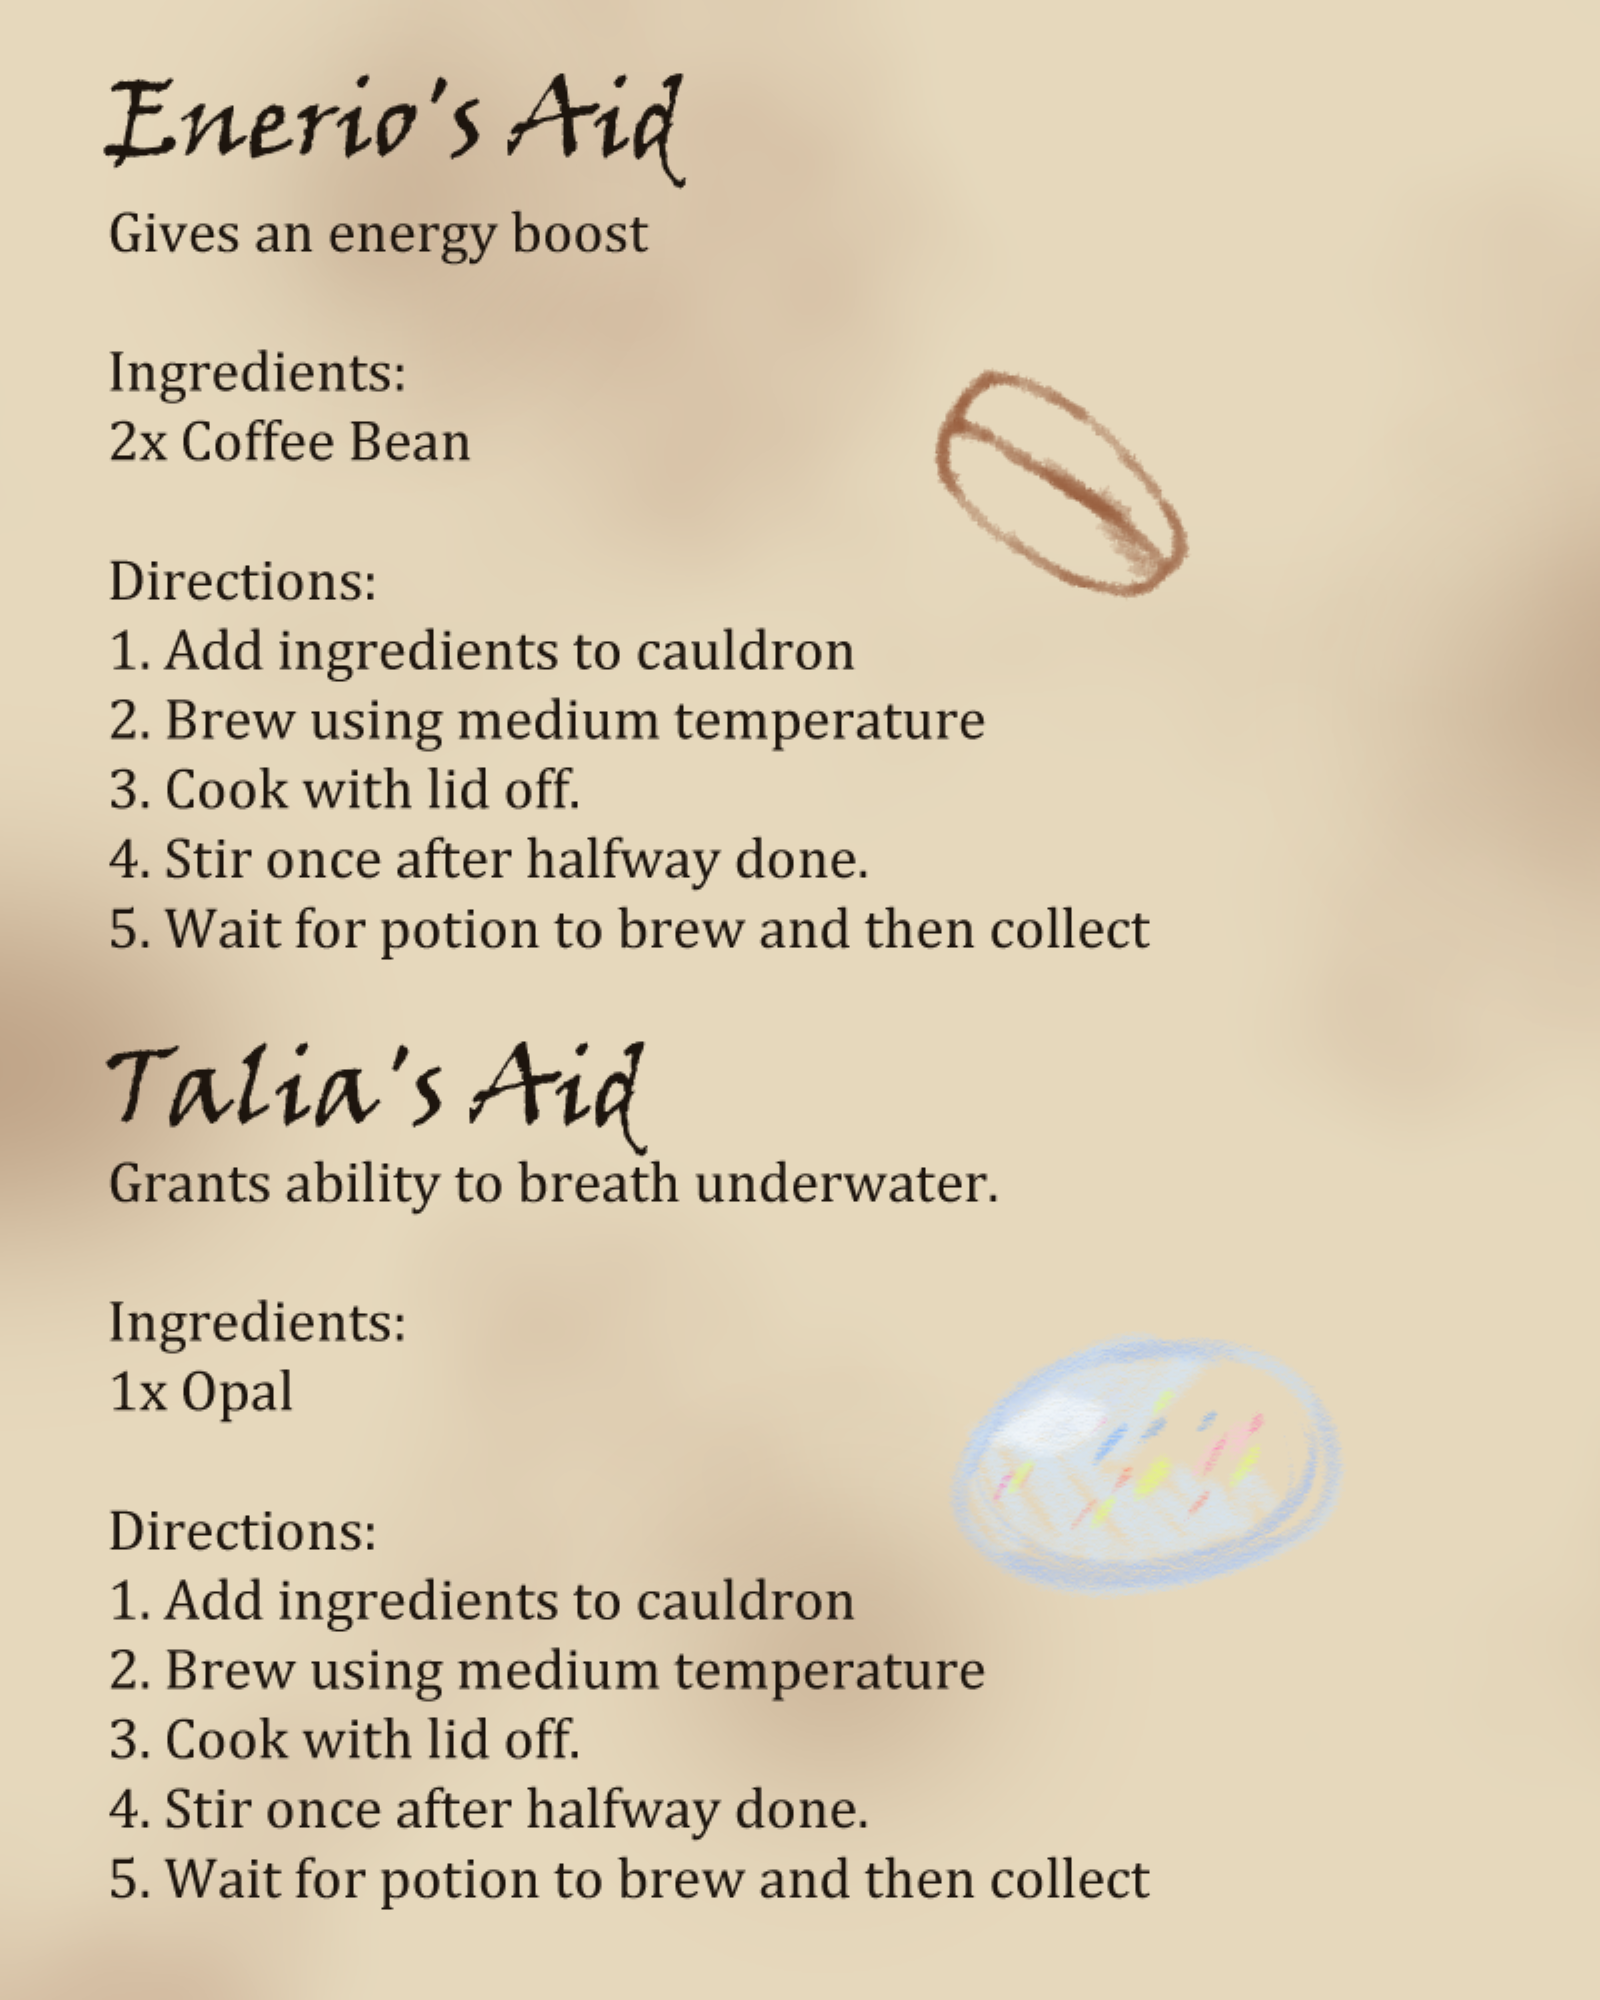 Enerio's Aid
Gives an energy boost
Ingredients:
2x Coffee Bean
Directions:
1. Add ingredients to cauldron
2. Brew using medium temperature
3. Cook with lid off.
4. Stir once after halfway done.
5. Wait for potion to brew and then collect
Talia's Aid
Grants ability to breath underwater.
Ingredients:
1x Opal
Directions:
1. Add ingredients to cauldron
2. Brew using medium temperature
3. Cook with lid off.
4. Stir once after halfway done.
5. Wait for potion to brew and then collect